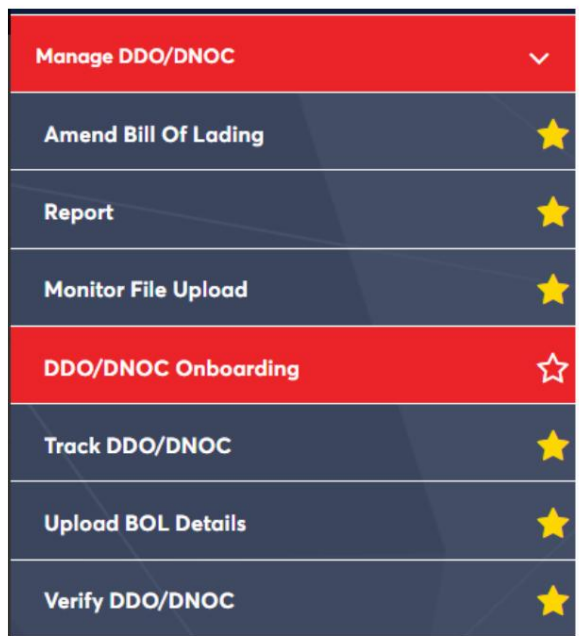 Manage DDO/DNOC
Amend Bill Of Lading
Report
Monitor File Upload
DDO/DNOC Onboarding
Track DDO/DNOC
Upload BOL Details
Verify DDO/DNOC